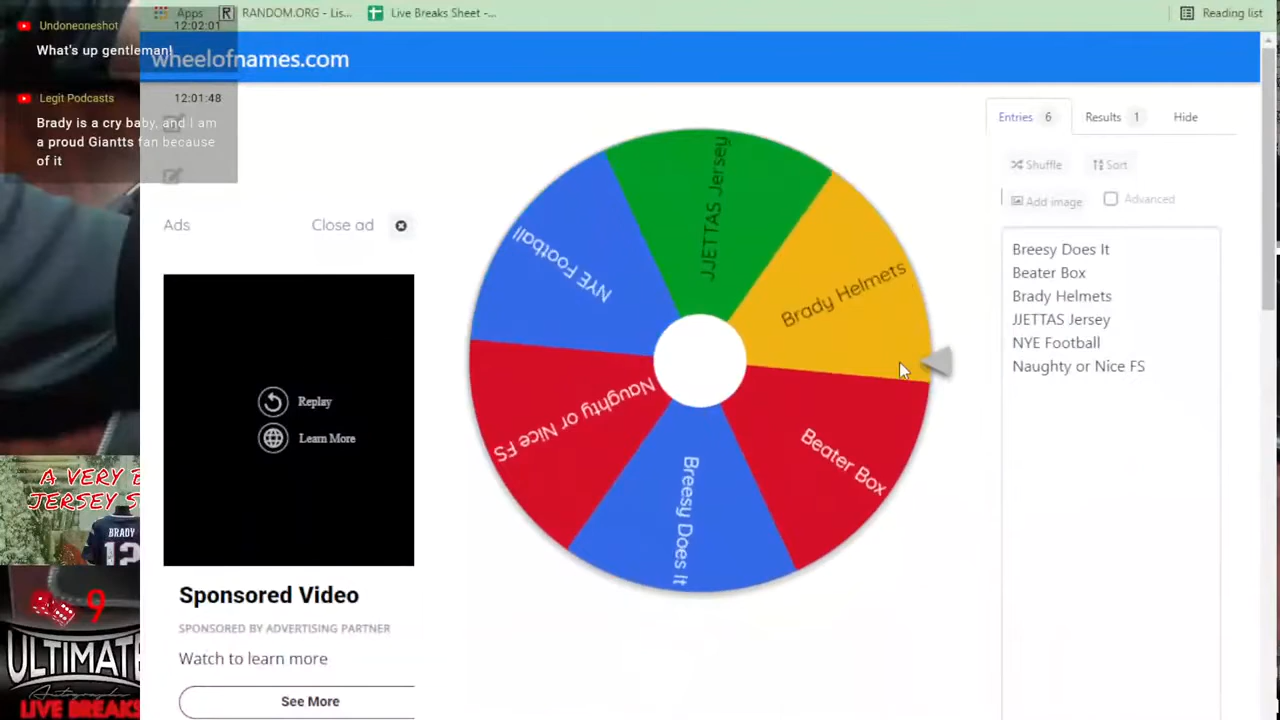 Undoneoneshot
12:02:01
What's up gentleman!
Legit Podcasts
12:01:48
Brady is a cry baby, and I am
a proud Giantts fan because
of it
Apps
RANDOM.ORG - Lis...
Live Breaks Sheet -...
Reading list
wheelofnames.com
Ads
Close ad
Replay
Learn More
Sponsored Video
SPONSORED BY ADVERTISING PARTNER
Watch to learn more
See More
JJETTAS Jersey
Brady Helmets
Beater Box
Breesy Does It
Naughty or Nice FS
NYE Football
Entries 6
Results 1
Hide
Shuffle
Sort
Add image
Advanced
Breesy Does It
Beater Box
Brady Helmets
JJETTAS Jersey
NYE Football
Naughty or Nice FS
A VERY B
JERSEY S
BRADY
12
9
ULTIMATE
Autographs
LIVE BREAKS